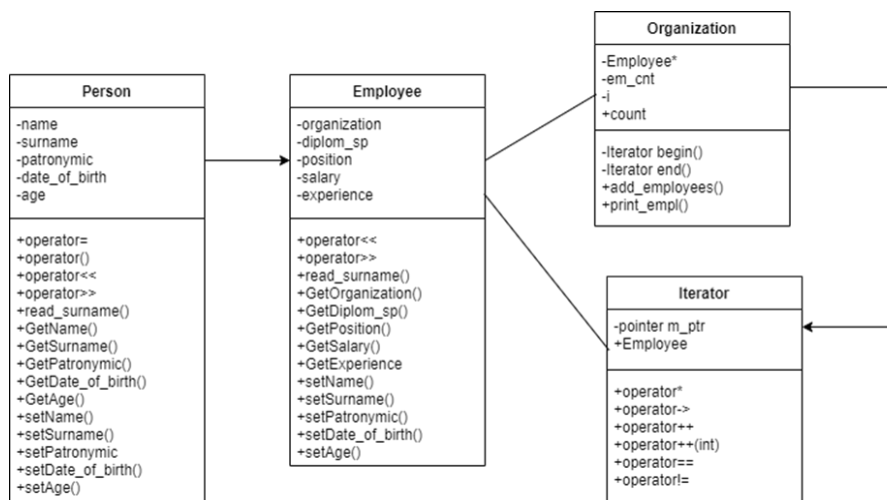 Person
-name
-surname
-patronymic
-date_of_birth
-age
+operator=
+operator()
+operator<<
+operator>>
+read_surname()
+GetName()
+GetSurname()
+GetPatronymic()
+GetDate_of_birth()
+GetAge()
+setName()
+setSurname()
+setPatronymic
+setDate_of_birth()
+setAge()
Employee
-organization
-diplom_sp
-position
-salary
-experience
+operator<<
+operator>>
+read_surname()
+GetOrganization()
+GetDiplom_sp()
+GetPosition()
+GetSalary()
+GetExperience
+setName()
+setSurname()
+setPatronymic()
+setDate_of_birth()
+setAge()
Organization
-Employee*
-em_cnt
-i
+count
-Iterator begin()
-Iterator end()
+add_employees()
+print_empl()
Iterator
-pointer m_ptr
+Employee
+operator*
+operator->
+operator++
+operator++(int)
+operator==
+operator!=